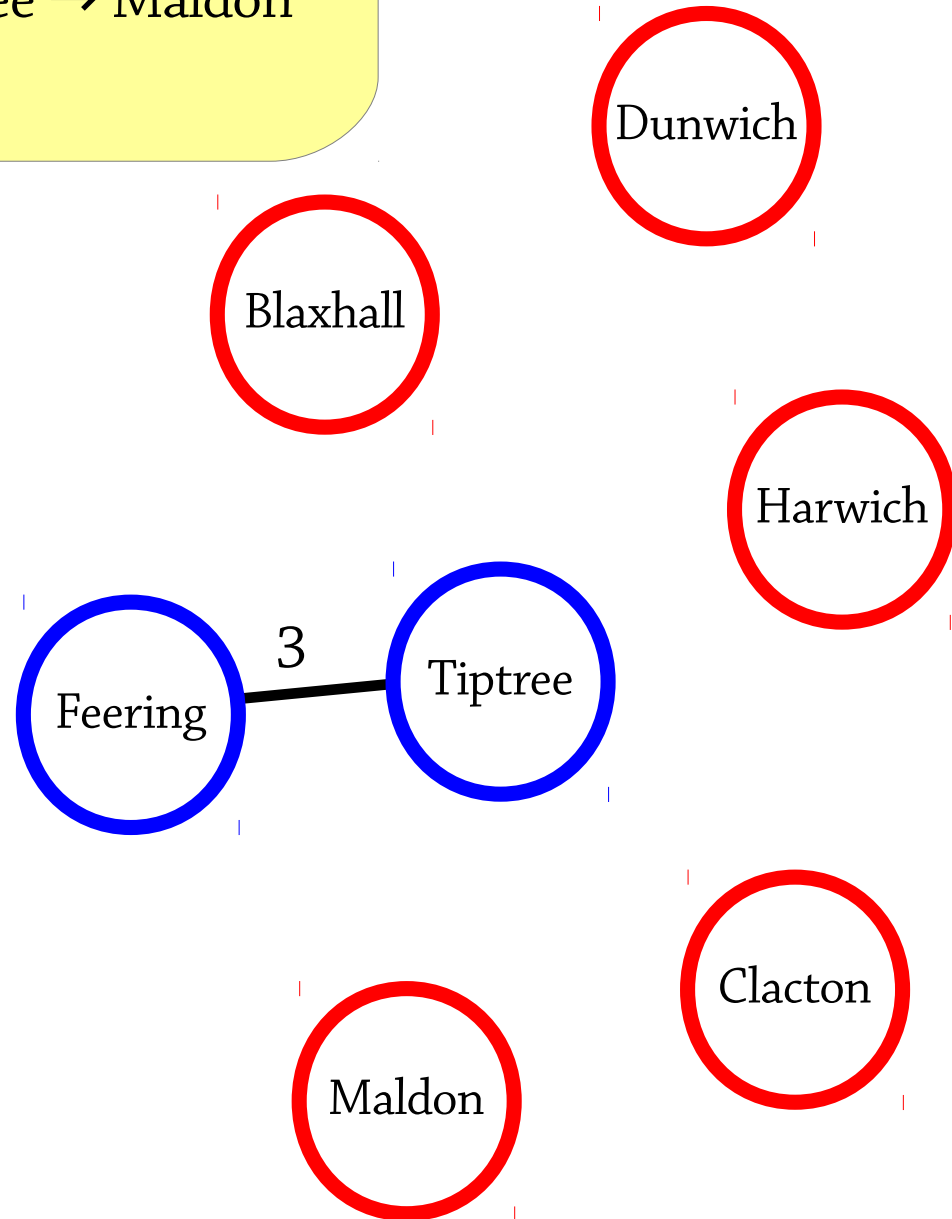 → Maldon
Dunwich
Blaxhall
Harwich
3
Tiptree
Feering
Clacton
Maldon